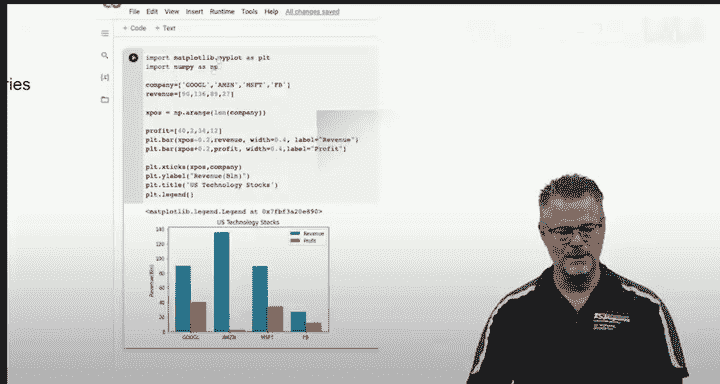 File Edit View Insert Runtime Tools Help All changes saved
+ Code + Text
ries
import matplotlib.pyplot as plt
import numpy as np
company=['GOOGL','AMZN','MSFT','FB']
revenue=[90,136,89,27]
xpos = np.arange(len(company))
profit=[40,2,34,12]
plt.bar(xpos-0.2,revenue, width=0.4, label="Revenue")
plt.bar(xpos+0.2,profit, width=0.4,label="Profit")
plt.xticks(xpos,company)
plt.ylabel("Revenue(Bln)")
plt.title('US Technology Stocks')
plt.legend()
<matplotlib.legend.Legend at 0x7fbf3a20e890>
US Technology Stocks
Revenue
Profit
140
120
100
80
60
40
20
0
Revenue(Bln)
GOOGL AMZN MSFT FB